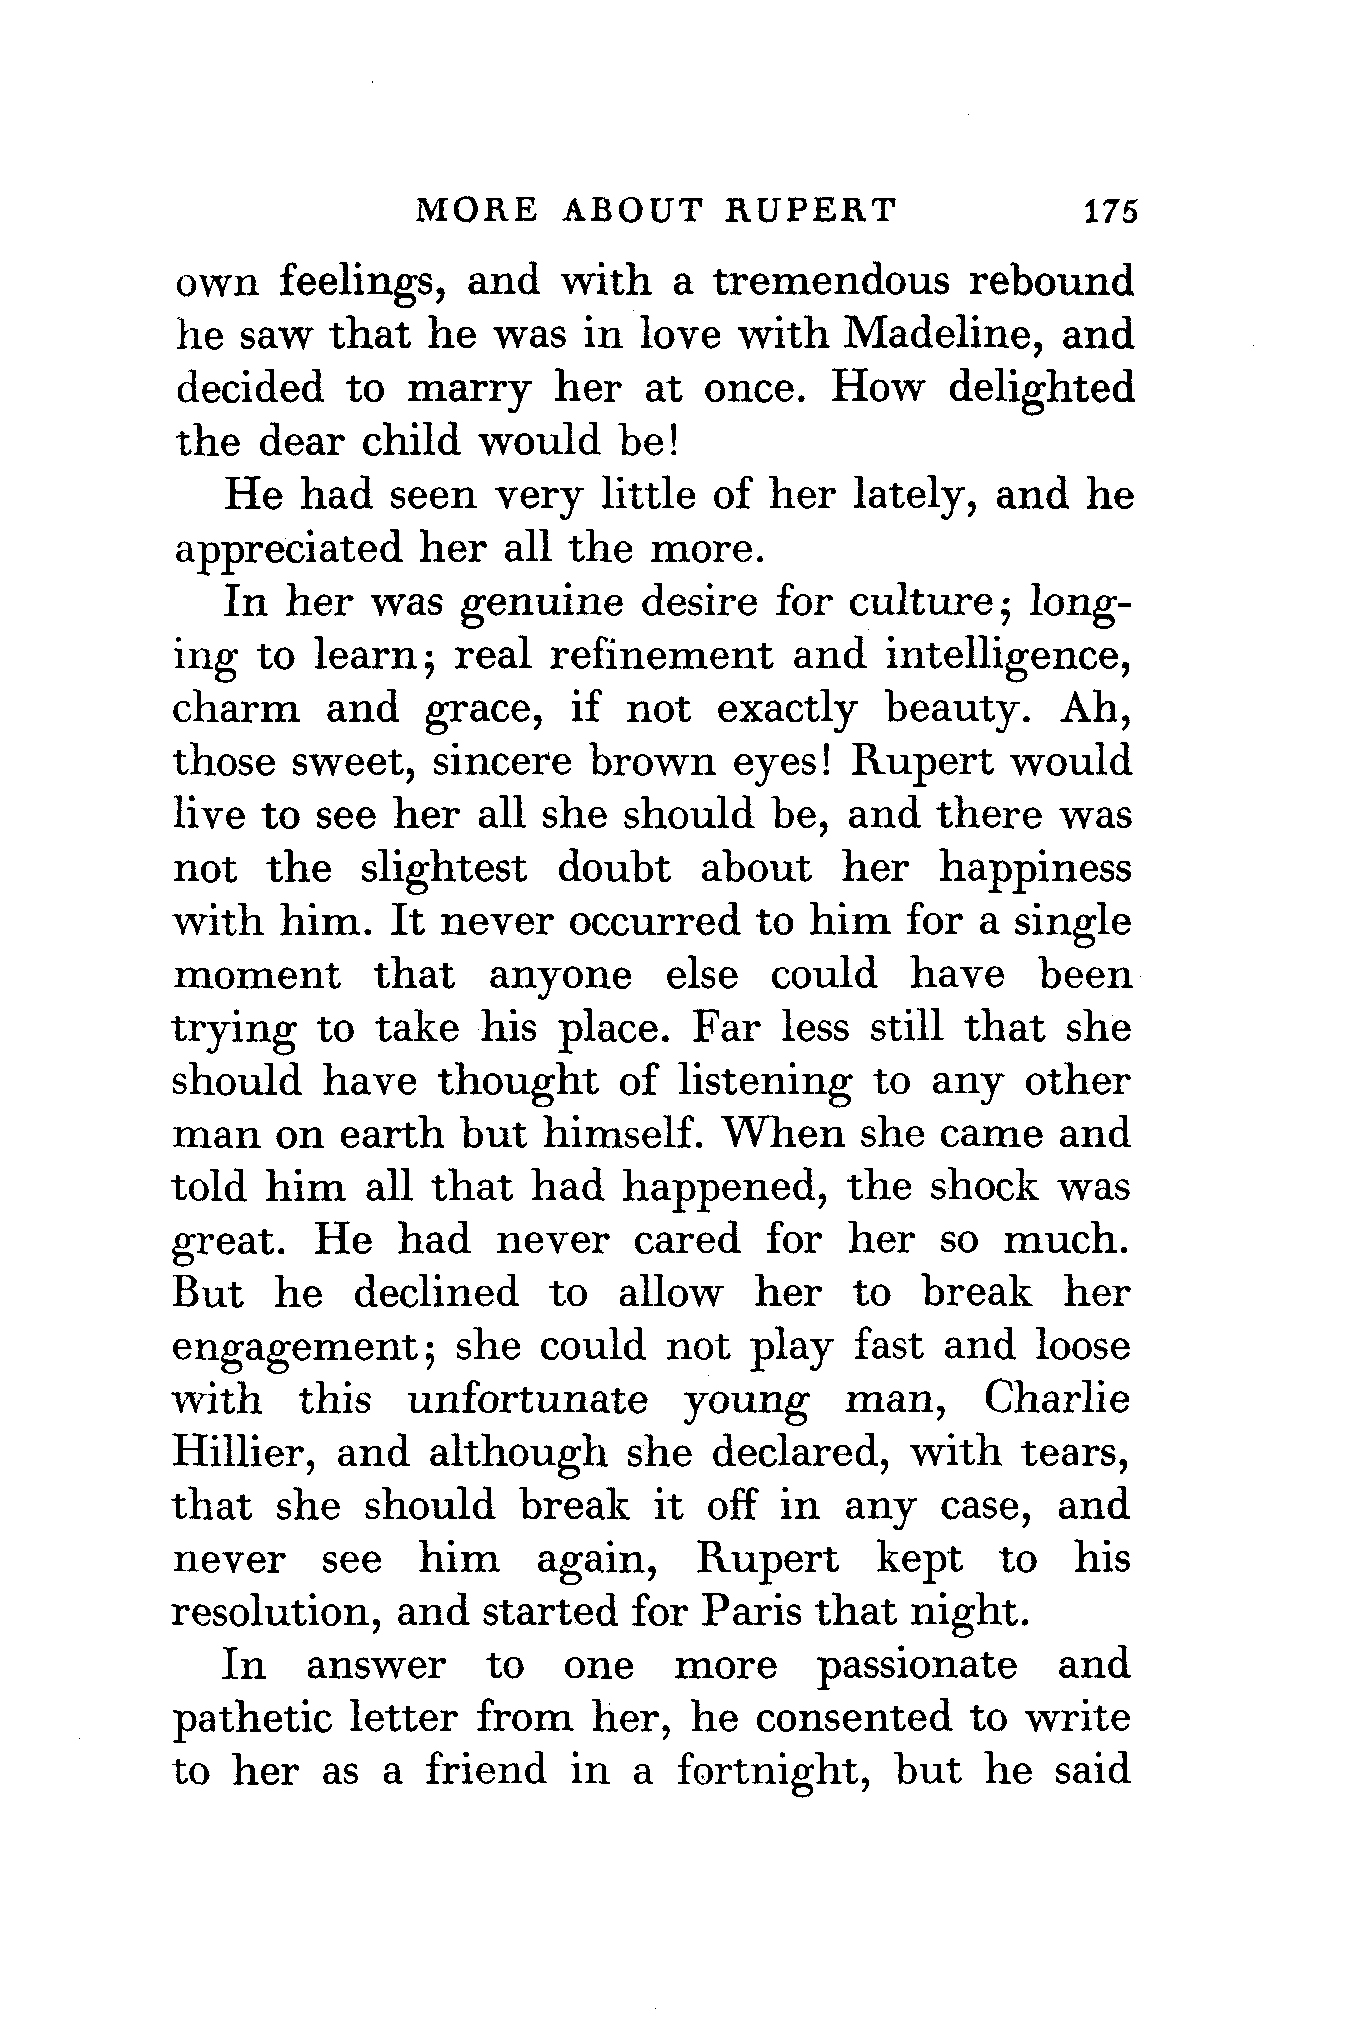 MORE ABOUT RUPERT 175
own feelings, and with a tremendous rebound
he saw that he was in love with Madeline, and
decided to marry her at once. How delighted
the dear child would be!
He had seen very little of her lately, and he
appreciated her all the more.
In her was genuine desire for culture; long-
ing to learn; real refinement and intelligence,
charm and grace, if not exactly beauty. Ah,
those sweet, sincere brown eyes! Rupert would
live to see her all she should be, and there was
not the slightest doubt about her happiness
with him. It never occurred to him for a single
moment that anyone else could have been
trying to take his place. Far less still that she
should have thought of listening to any other
man on earth but himself. When she came and
told him all that had happened, the shock was
great. He had never cared for her so much.
But he declined to allow her to break her
engagement; she could not play fast and loose
with this unfortunate young man, Charlie
Hillier, and although she declared, with tears,
that she should break it off in any case, and
never see him again, Rupert kept to his
resolution, and started for Paris that night.
In answer to one more passionate and
pathetic letter from her, he consented to write
to her as a friend in a fortnight, but he said